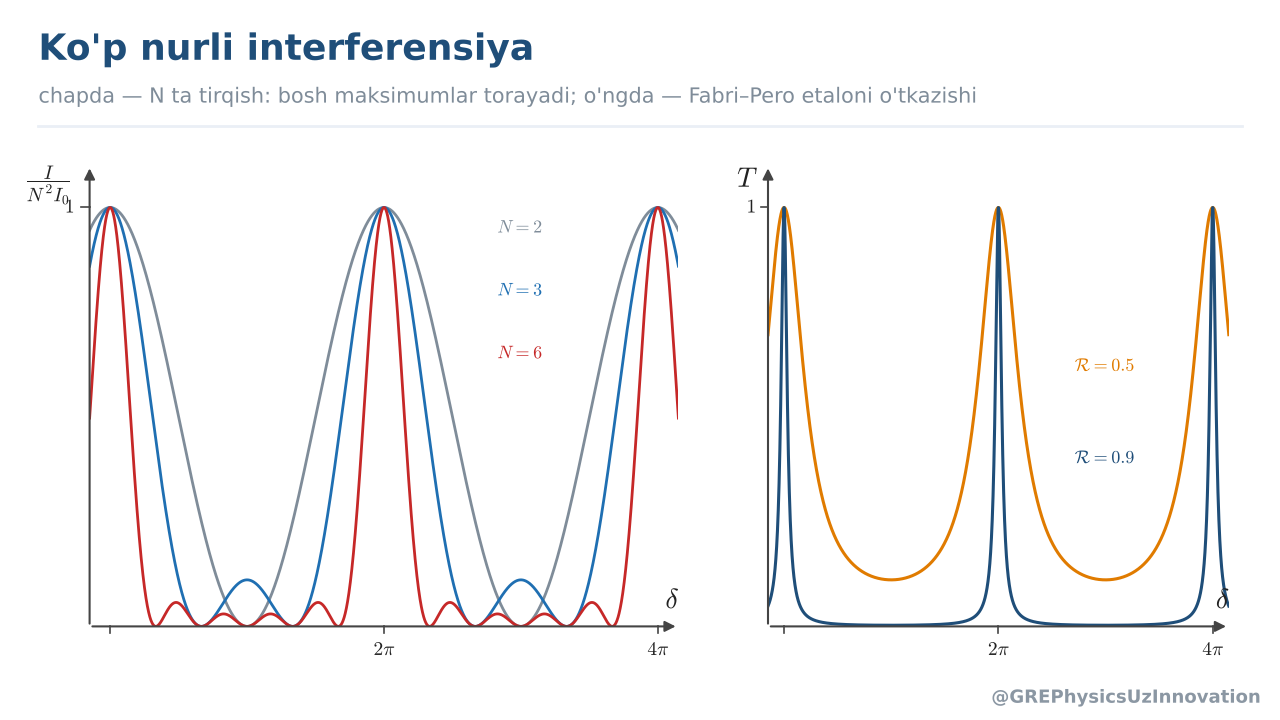 Ko'p nurli interferensiya
chapda — N ta tirqish: bosh maksimumlar torayadi; o'ngda — Fabri–Pero etaloni o'tkazishi
I
N²I₀
1
N = 2
N = 3
N = 6
δ
2π
4π
T
1
ℛ = 0.5
ℛ = 0.9
δ
2π
4π
@GREPhysicsUzInnovation